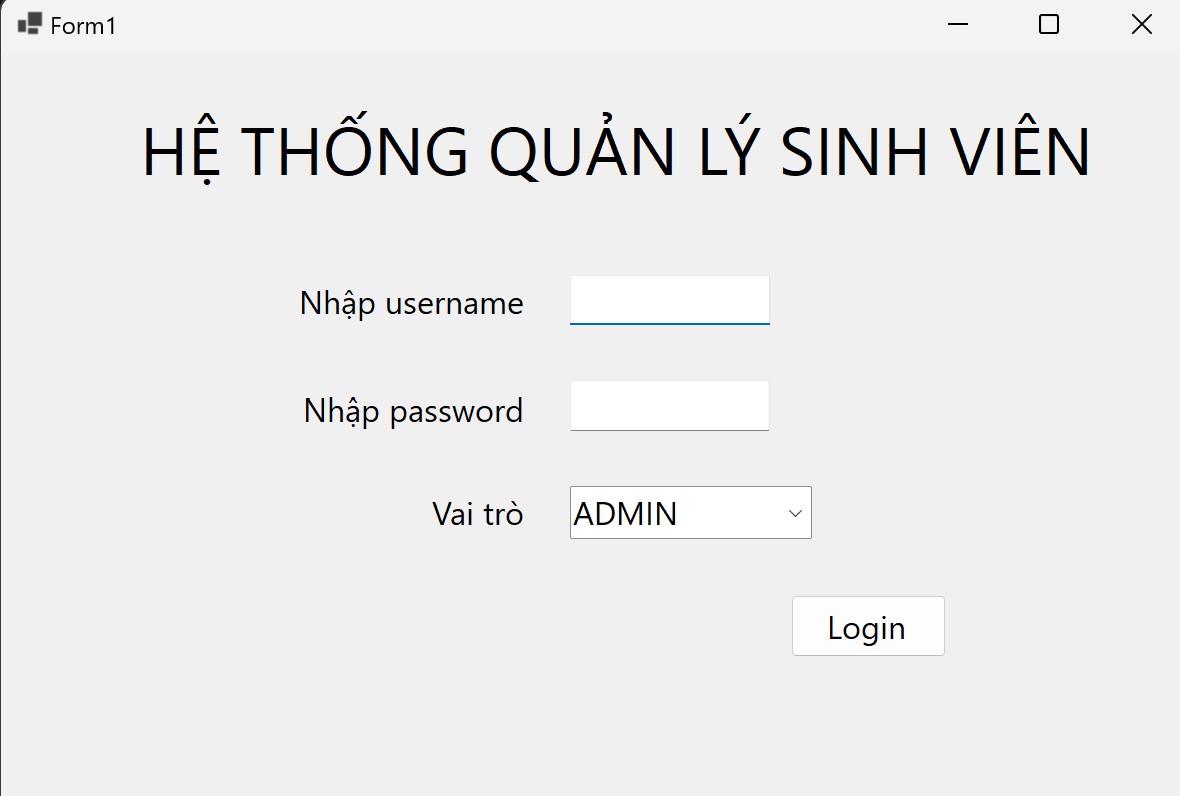 Form1
HỆ THỐNG QUẢN LÝ SINH VIÊN
Nhập username
Nhập password
Vai trò ADMIN
Login